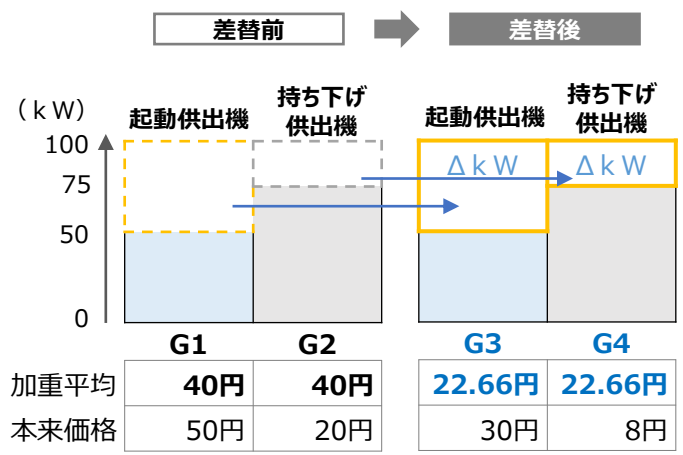 差替前
差替後
（ｋW）
起動供出機
持ち下げ
供出機
起動供出機
持ち下げ
供出機
100
75
50
0
Δｋ W
Δｋ W
G1
G2
G3
G4
加重平均 40円 40円 22.66円 22.66円
本来価格 50円 20円 30円 8円